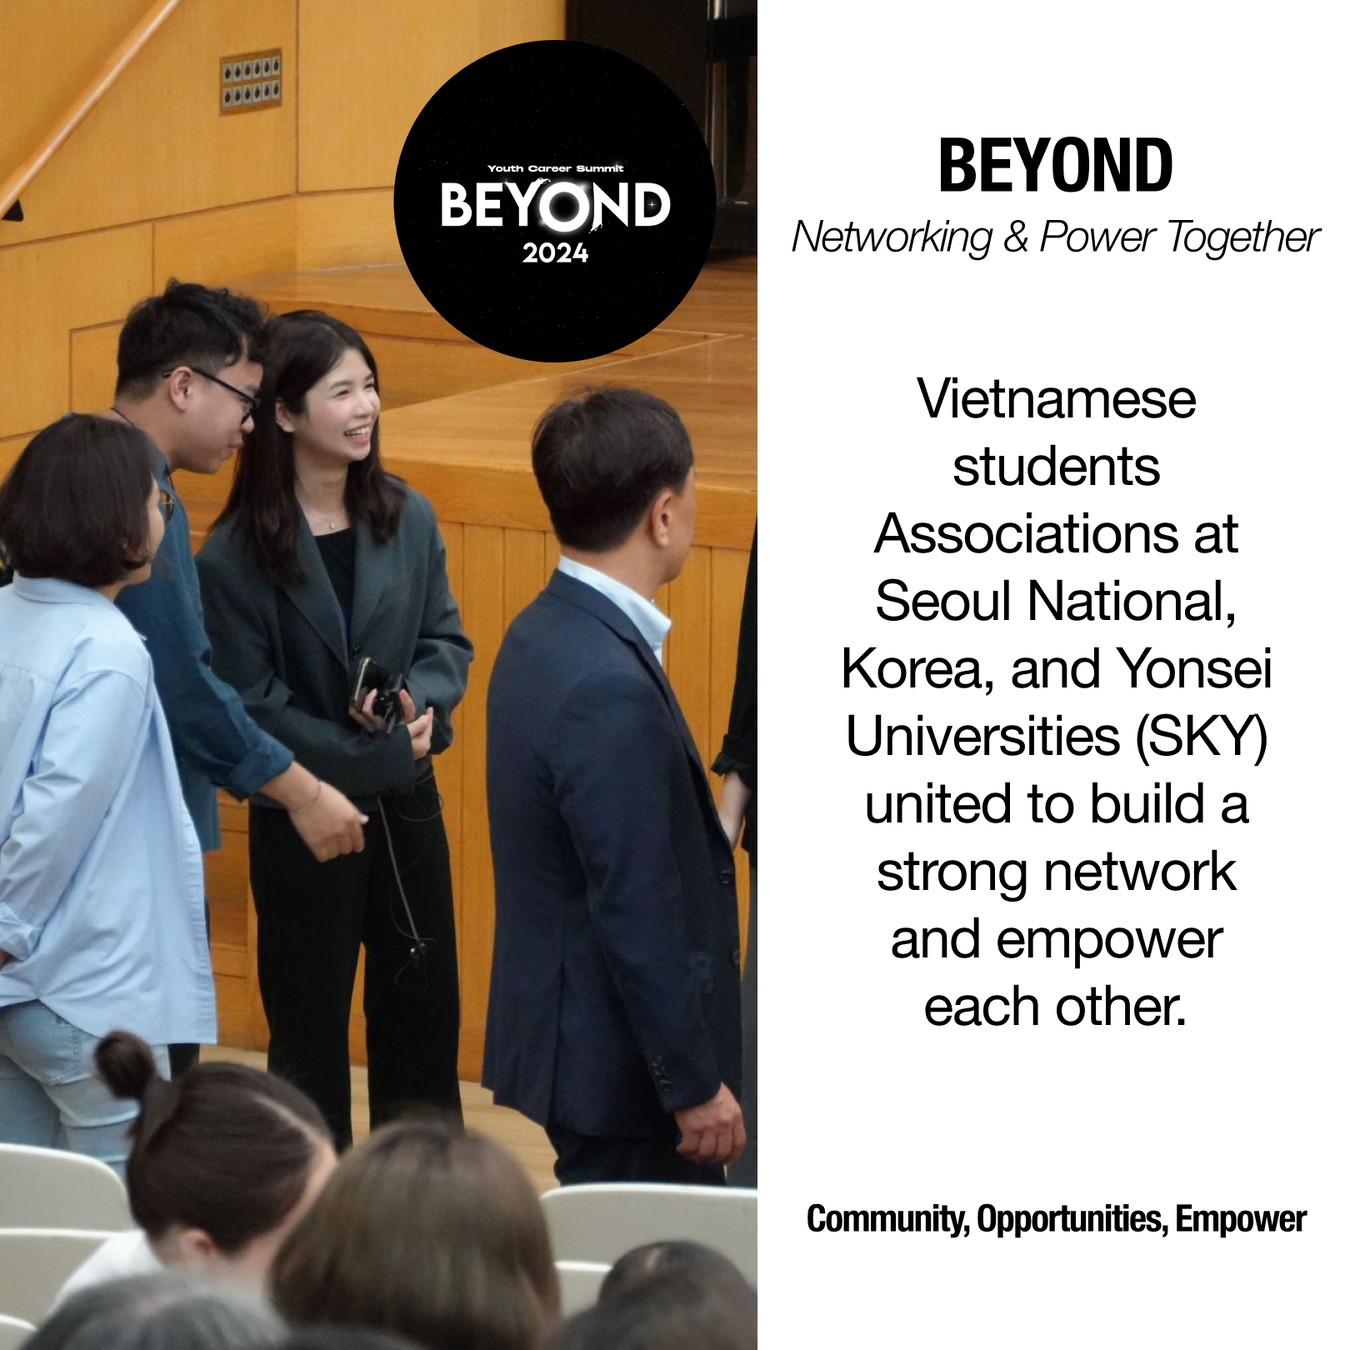 Youth Career Summit
BEYOND
2024
BEYOND
Networking & Power Together
Vietnamese
students
Associations at
Seoul National,
Korea, and Yonsei
Universities (SKY)
united to build a
strong network
and empower
each other.
Community, Opportunities, Empower